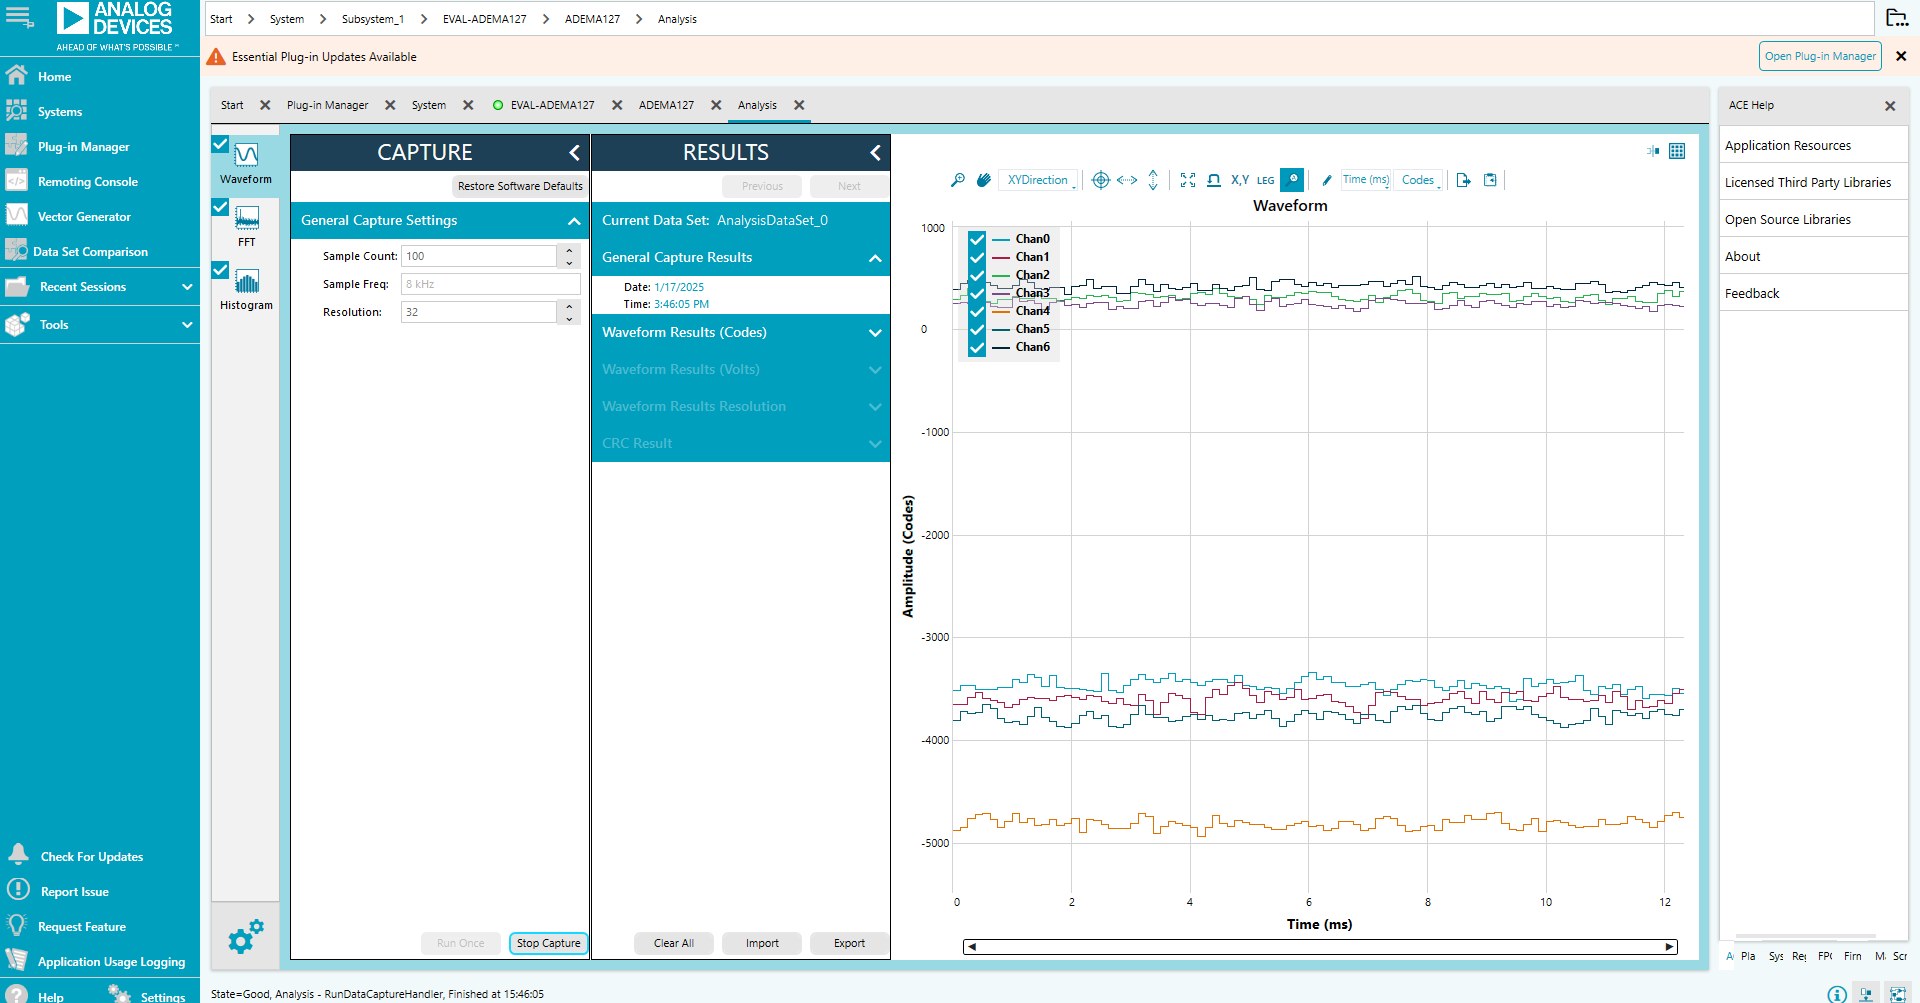 ANALOG
DEVICES
AHEAD OF WHAT'S POSSIBLE™
Home
Systems
Plug-in Manager
Remoting Console
Vector Generator
Data Set Comparison
Recent Sessions
Tools
Check For Updates
Report Issue
Request Feature
Application Usage Logging
Help
Settings
Start
System
Subsystem_1
EVAL-ADEMA127
ADEMA127
Analysis
Essential Plug-in Updates Available
Open Plug-in Manager
Start
Plug-in Manager
System
EVAL-ADEMA127
ADEMA127
Analysis
Waveform
FFT
Histogram
CAPTURE
Restore Software Defaults
General Capture Settings
Sample Count: 100
Sample Freq: 8 kHz
Resolution: 32
Run Once
Stop Capture
RESULTS
Previous
Next
Current Data Set: AnalysisDataSet_0
General Capture Results
Date: 1/17/2025
Time: 3:46:05 PM
Waveform Results (Codes)
Waveform Results (Volts)
Waveform Results Resolution
CRC Result
Clear All
Import
Export
XYDirection
X,Y
LEG
Time (ms)
Codes
Waveform
Chan0
Chan1
Chan2
Chan3
Chan4
Chan5
Chan6
1000
0
-1000
-2000
-3000
-4000
-5000
Amplitude (Codes)
0
2
4
6
8
10
12
Time (ms)
ACE Help
Application Resources
Licensed Third Party Libraries
Open Source Libraries
About
Feedback
Pla
Sys
FPG
Firn
Scr
State=Good, Analysis - RunDataCaptureHandler, Finished at 15:46:05